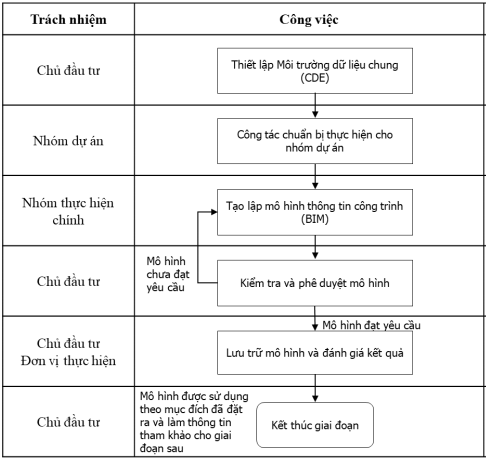 Trách nhiệm
Công việc
Chủ đầu tư
Thiết lập Môi trường dữ liệu chung
(CDE)
Nhóm dự án
Công tác chuẩn bị thực hiện cho
nhóm dự án
Nhóm thực hiện
chính
Tạo lập mô hình thông tin công trình
(BIM)
Mô hình
chưa đạt
yêu cầu
Chủ đầu tư
Kiểm tra và phê duyệt mô hình
Mô hình đạt yêu cầu
Chủ đầu tư
Đơn vị thực hiện
Lưu trữ mô hình và đánh giá kết quả
Chủ đầu tư
Mô hình được sử dụng
theo mục đích đã đặt
ra và làm thông tin
tham khảo cho giai
đoạn sau
Kết thúc giai đoạn